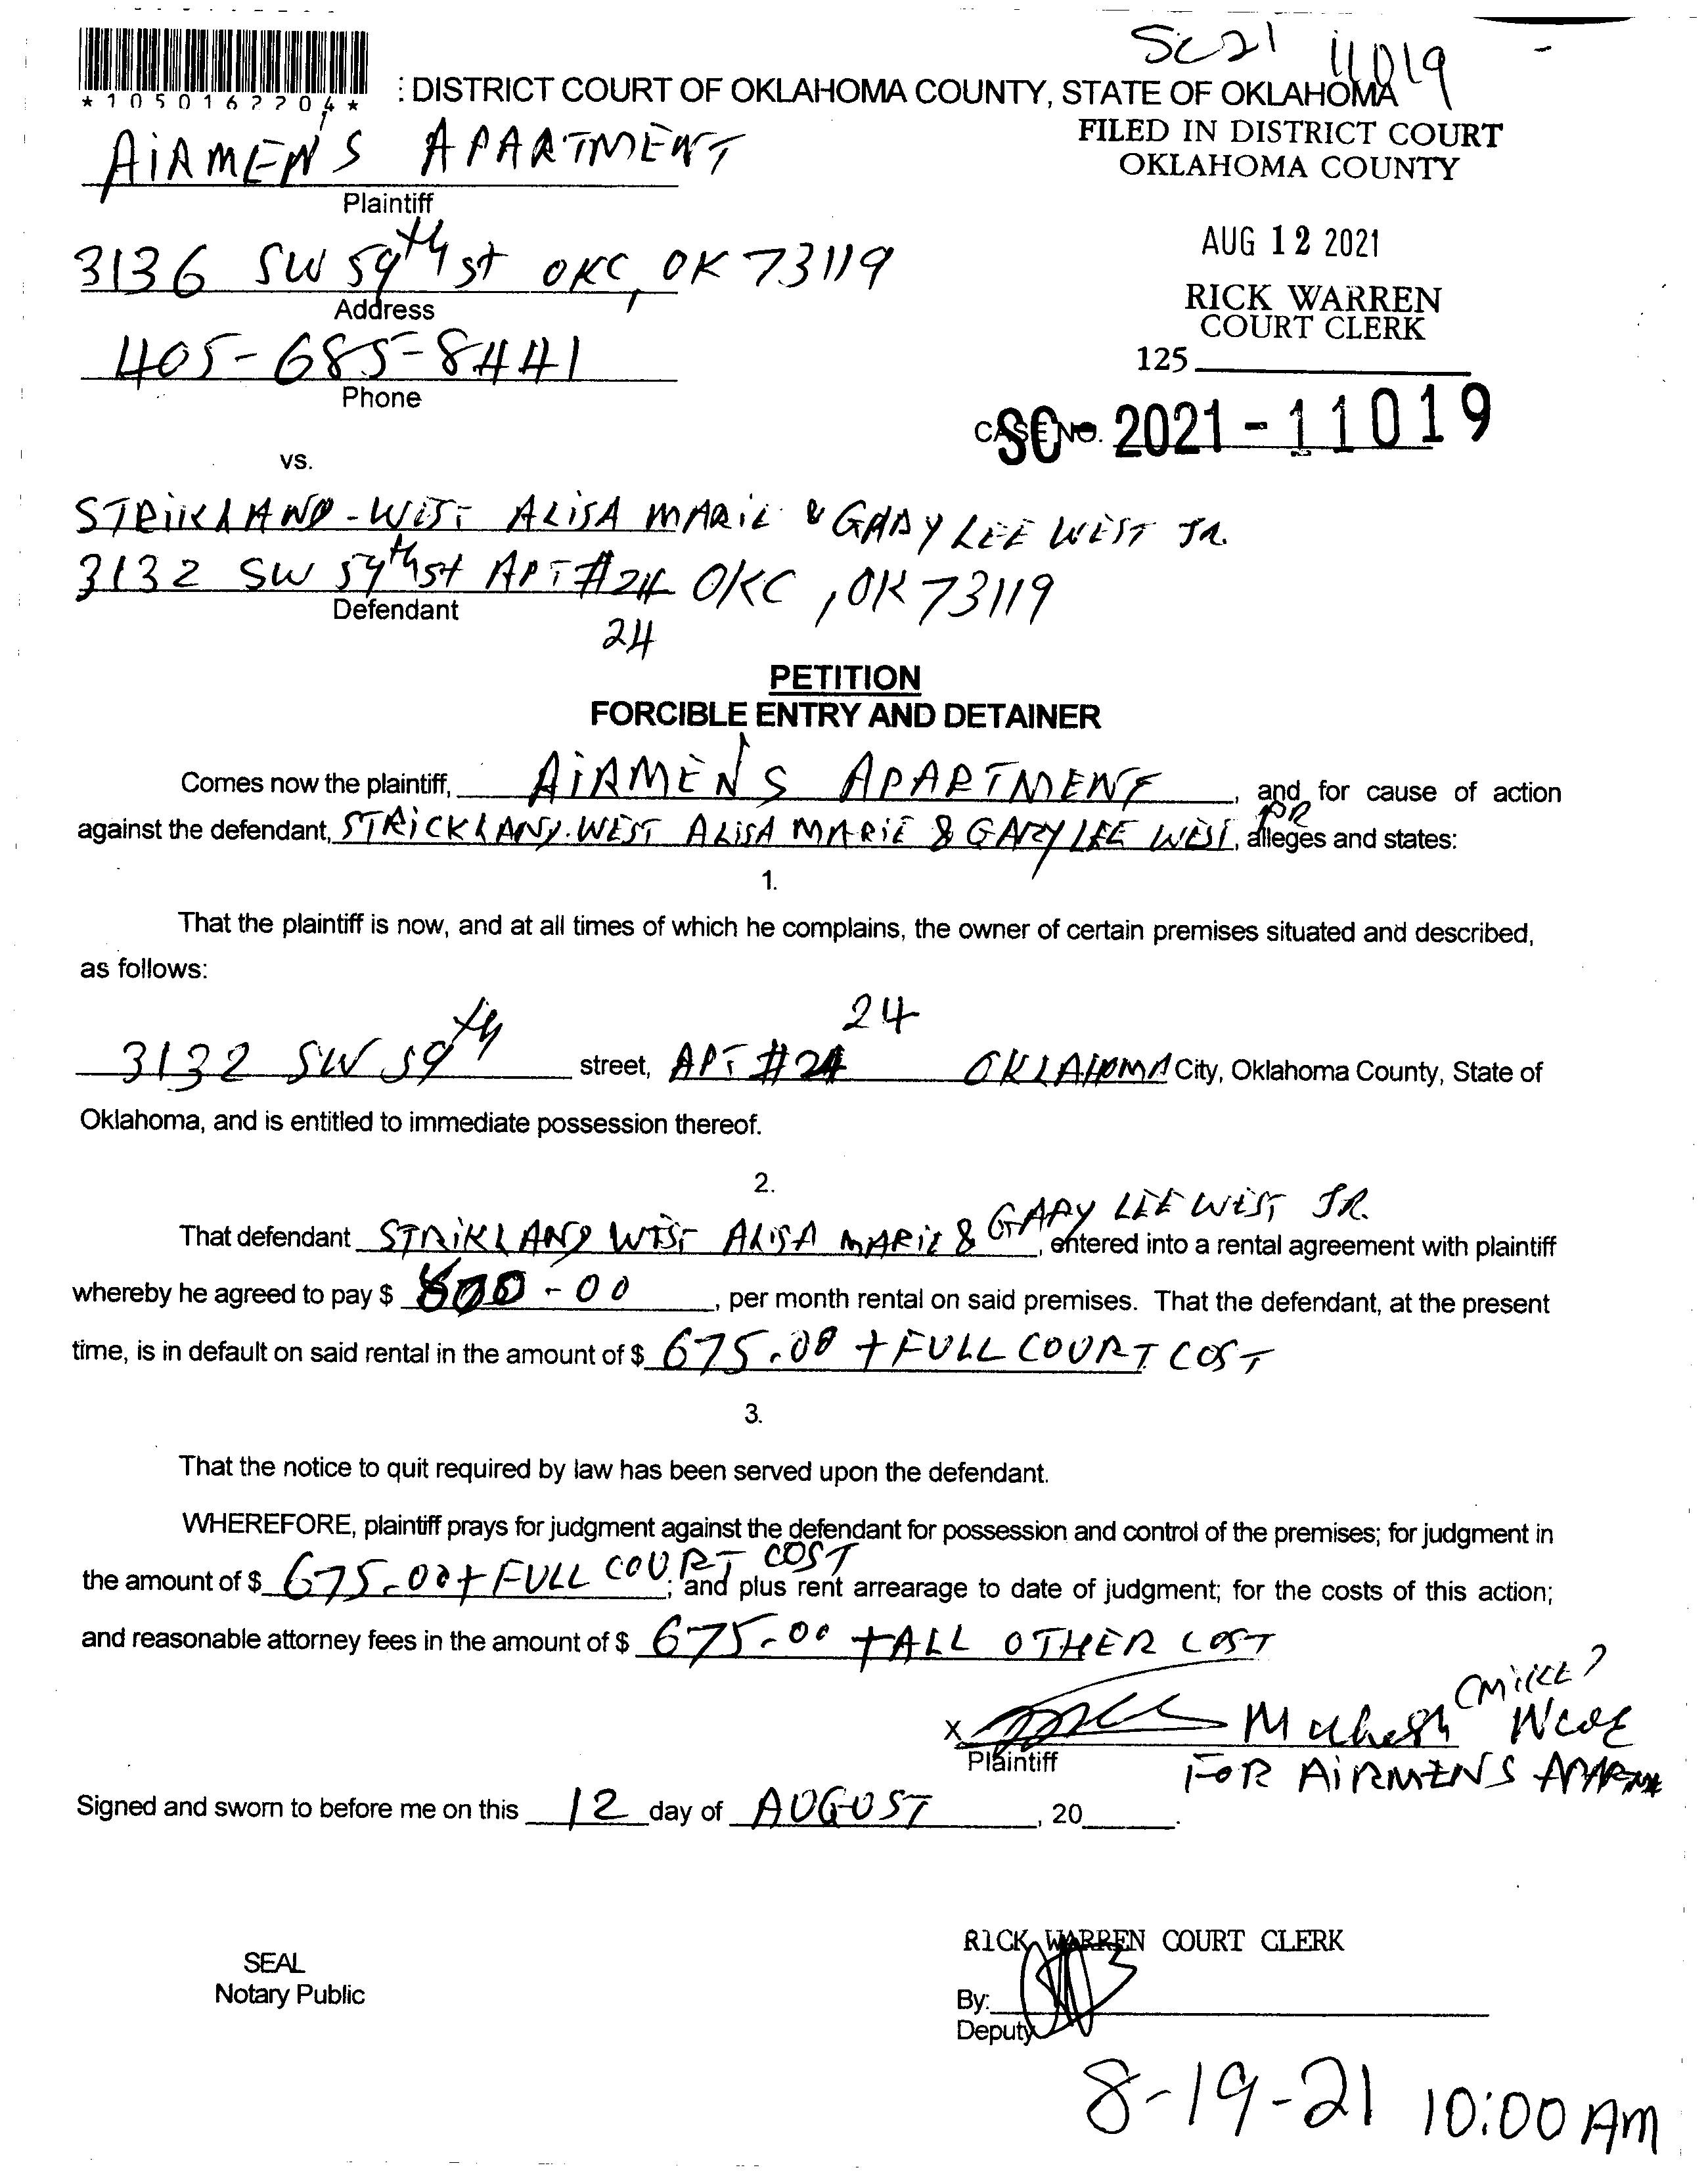 SC21 11019 -
*1050162204*
: DISTRICT COURT OF OKLAHOMA COUNTY, STATE OF OKLAHOMA
FILED IN DISTRICT COURT
OKLAHOMA COUNTY
AIRMEN'S APARTMENT
Plaintiff
AUG 12 2021
3136 SW 59th st OKC, OK 73119
Address
RICK WARREN
COURT CLERK
405-685-8441
Phone
125
CASE NO. SC - 2021 - 11019
vs.
STRIKLAND-WEST ALISA MARIE & GARY LEE WEST JR.
3132 SW 59th st APT #24 OKC, OK 73119
Defendant
24
PETITION
FORCIBLE ENTRY AND DETAINER
Comes now the plaintiff, AIRMEN'S APARTMENT, and for cause of action
against the defendant, STRICKLAND-WEST ALISA MARIE & GARY LEE WEST JR, alleges and states:
1.
That the plaintiff is now, and at all times of which he complains, the owner of certain premises situated and described,
as follows:
24
3132 SW 59th street, APT #24 OKLAHOMA City, Oklahoma County, State of
Oklahoma, and is entitled to immediate possession thereof.
2.
That defendant STRIKLAND WEST ALISA MARIE & GARY LEE WEST JR., entered into a rental agreement with plaintiff
whereby he agreed to pay $ -00, per month rental on said premises. That the defendant, at the present
time, is in default on said rental in the amount of $ 675.00 + FULL COURT COST
3.
That the notice to quit required by law has been served upon the defendant.
WHEREFORE, plaintiff prays for judgment against the defendant for possession and control of the premises; for judgment in
the amount of $ 675.00 + FULL COURT COST; and plus rent arrearage to date of judgment; for the costs of this action;
and reasonable attorney fees in the amount of $ 675.00 + ALL OTHER COST
X (MIKE)
Plaintiff
FOR AIRMENS
Signed and sworn to before me on this 12 day of AUGUST, 20 .
RICK WARREN COURT CLERK
SEAL
Notary Public
By:
Deputy
8-19-21 10:00 AM